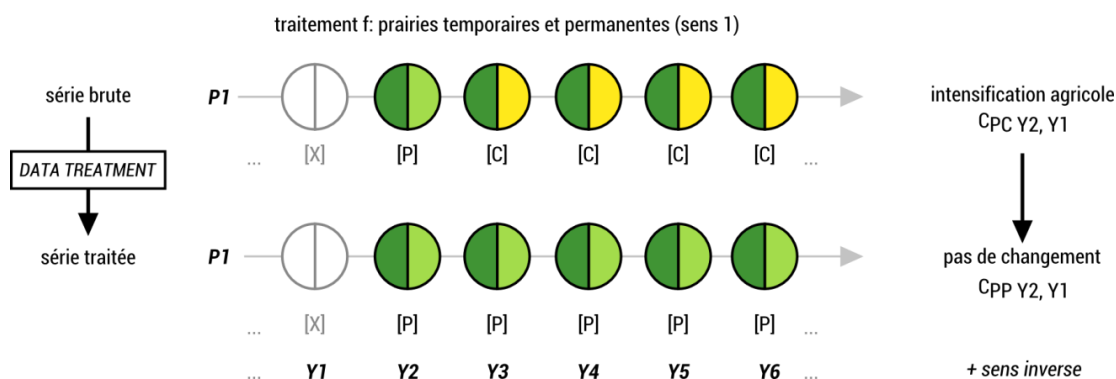 traitement f: prairies temporaires et permanentes (sens 1)
série brute
P1
intensification agricole
CPC Y2, Y1
... [X] [P] [C] [C] [C] [C] ...
DATA TREATMENT
série traitée
P1
pas de changement
CPP Y2, Y1
... [X] [P] [P] [P] [P] [P] ...
... Y1 Y2 Y3 Y4 Y5 Y6 ...
+ sens inverse